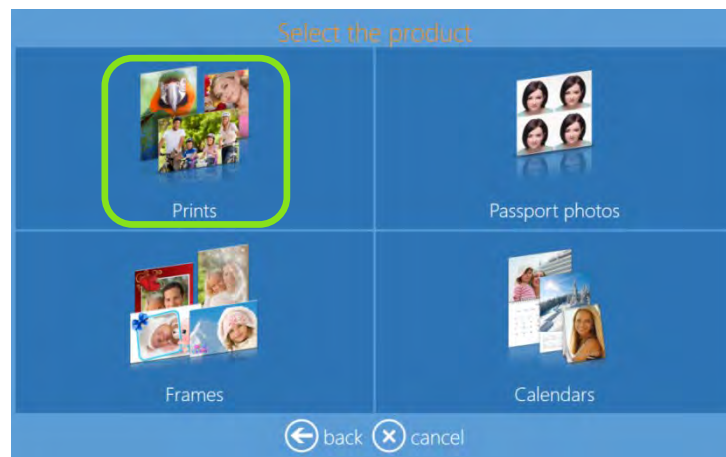 Select the product
Prints
Passport photos
Frames
Calendars
back cancel